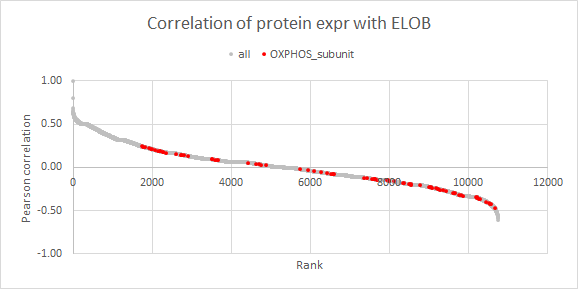 Correlation of protein expr with ELOB
all OXPHOS_subunit
1.00
0.50
0.00
-0.50
-1.00
0 2000 4000 6000 8000 10000 12000
Pearson correlation
Rank